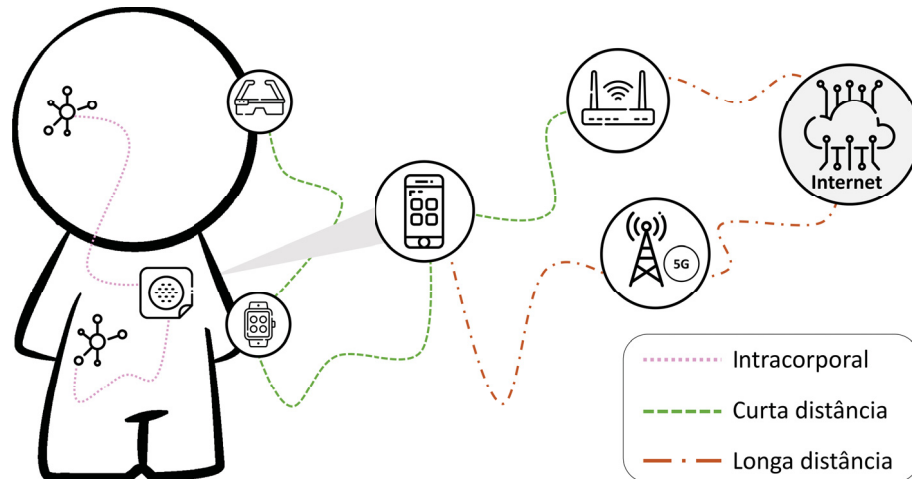 Internet
5G
Intracorporal
Curta distância
Longa distância